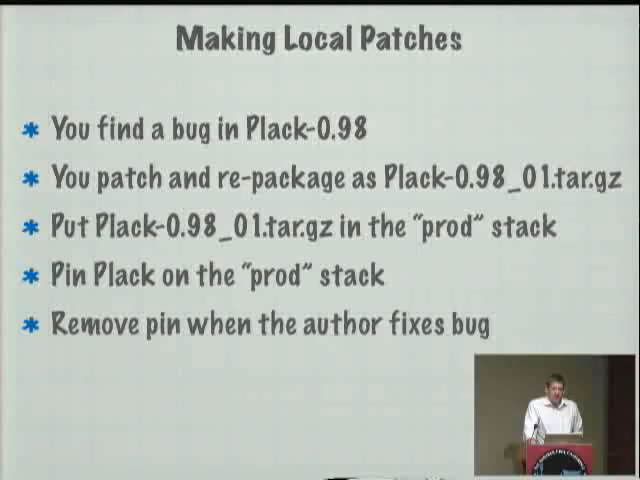 Making Local Patches
You find a bug in Plack-0.98
You patch and re-package as Plack-0.98_01.tar.gz
Put Plack-0.98_01.tar.gz in the “prod” stack
Pin Plack on the “prod” stack
Remove pin when the author fixes bug